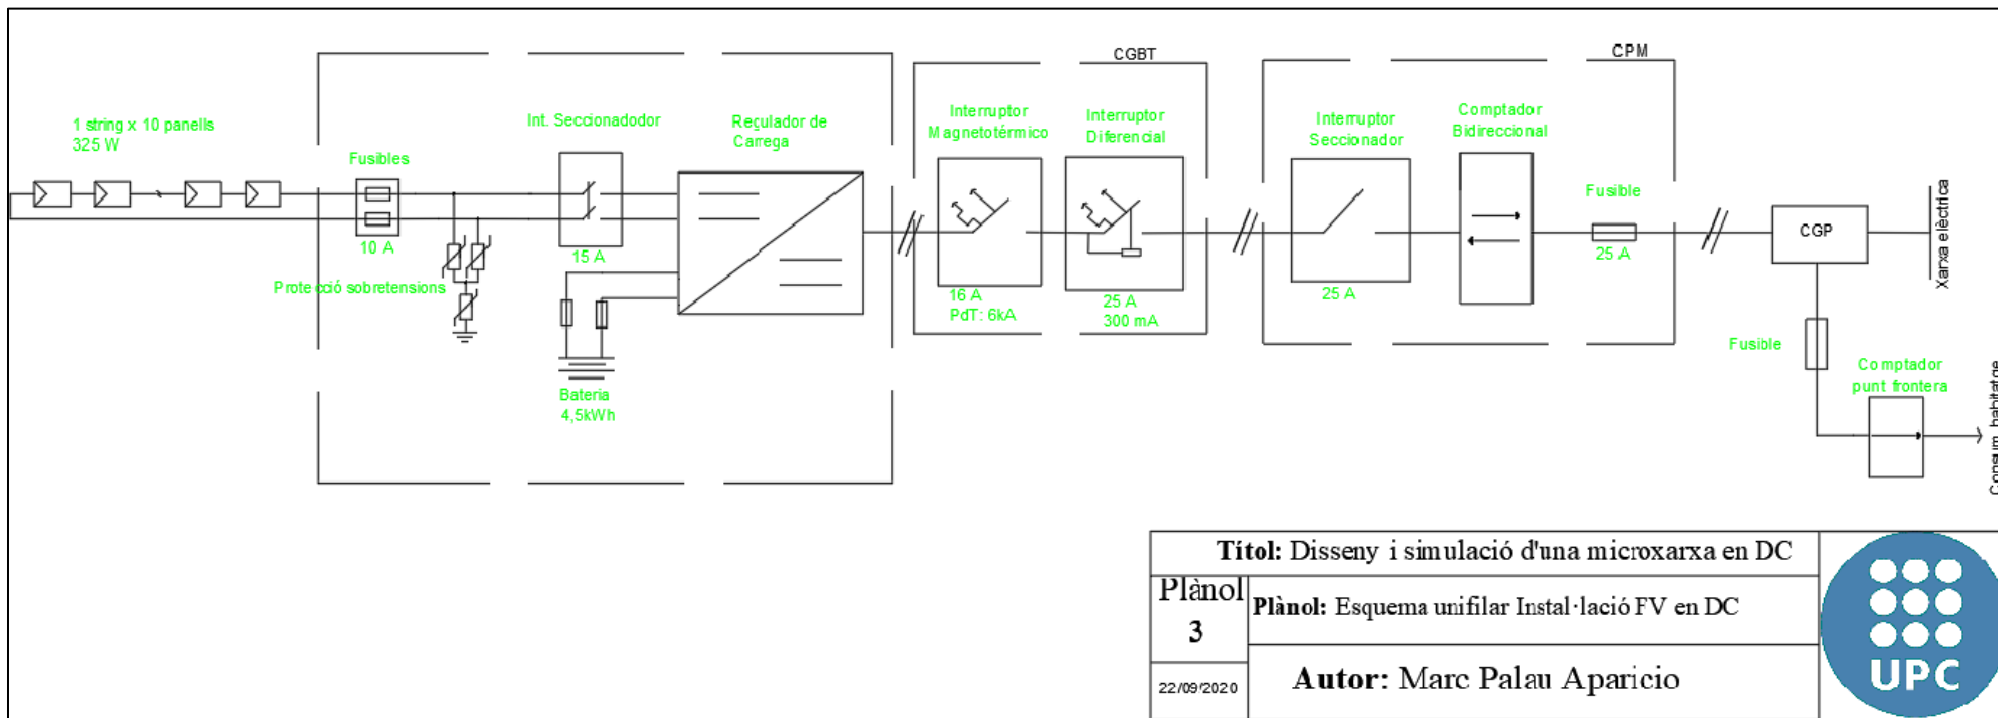 1 string x 10 panells
325 W
Fusibles
10 A
Protecció sobretensions
Int. Seccionadodor
15 A
Bateria
4,5kWh
Regulador de
Carrega
CGBT
Interruptor
Magnetotérmico
16 A
PdT: 6kA
Interruptor
Diferencial
25 A
300 mA
CPM
Interruptor
Seccionador
25 A
Comptador
Bidireccional
Fusible
25 A
CGP
Xarxa elèctrica
Fusible
Comptador
punt frontera
Consum habitatge
Títol: Disseny i simulació d'una microxarxa en DC
Plànol
3
Plànol: Esquema unifilar Instal·lació FV en DC
22/09/2020
Autor: Marc Palau Aparicio
UPC